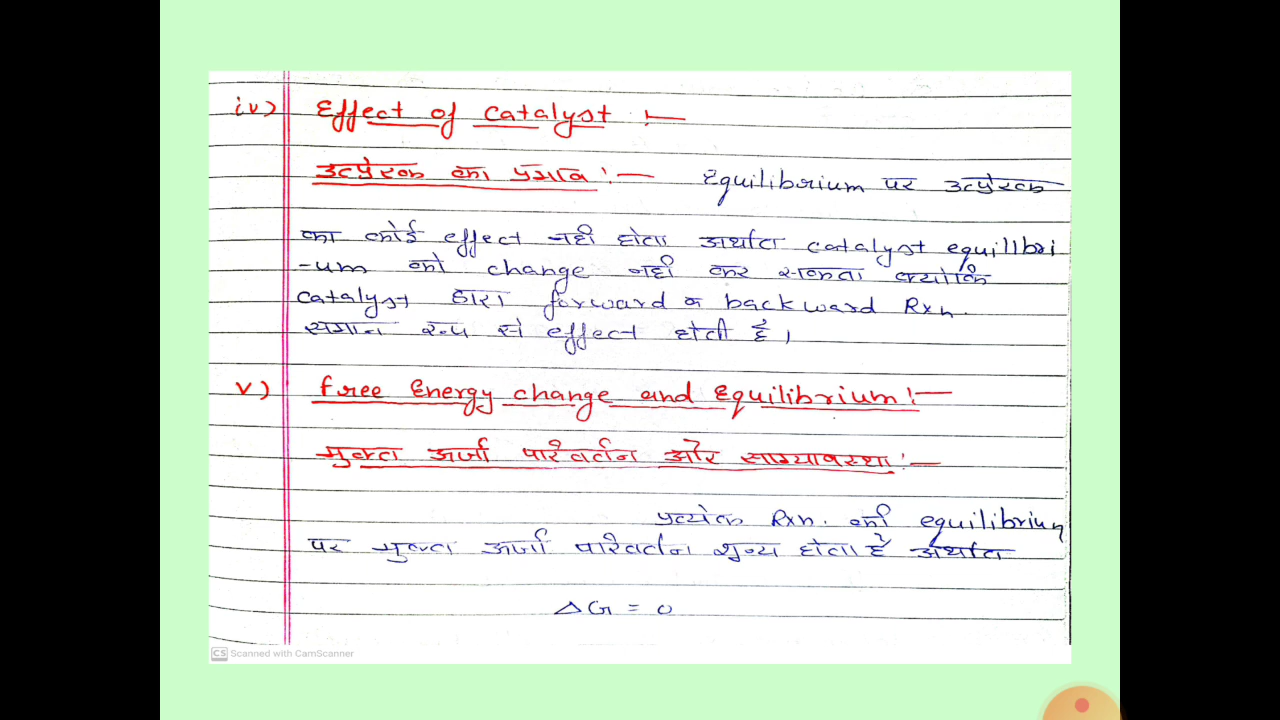 iv) Effect of Catalyst :—
उत्प्रेरक का प्रभाव :— Equilibrium पर उत्प्रेरक
का कोई effect नही होता अर्थात catalyst equilibri
-um को change नही कर सकता क्योकि
catalyst द्वारा forward व backward Rxn.
समान रूप से effect होती है।
v) free Energy change and Equilibrium :—
मुक्त ऊर्जा परिवर्तन और साम्यावस्था :—
प्रत्येक Rxn. की equilibrium
पर मुक्त ऊर्जा परिवर्तन शून्य होता है अर्थात
ΔG = 0
CS Scanned with CamScanner